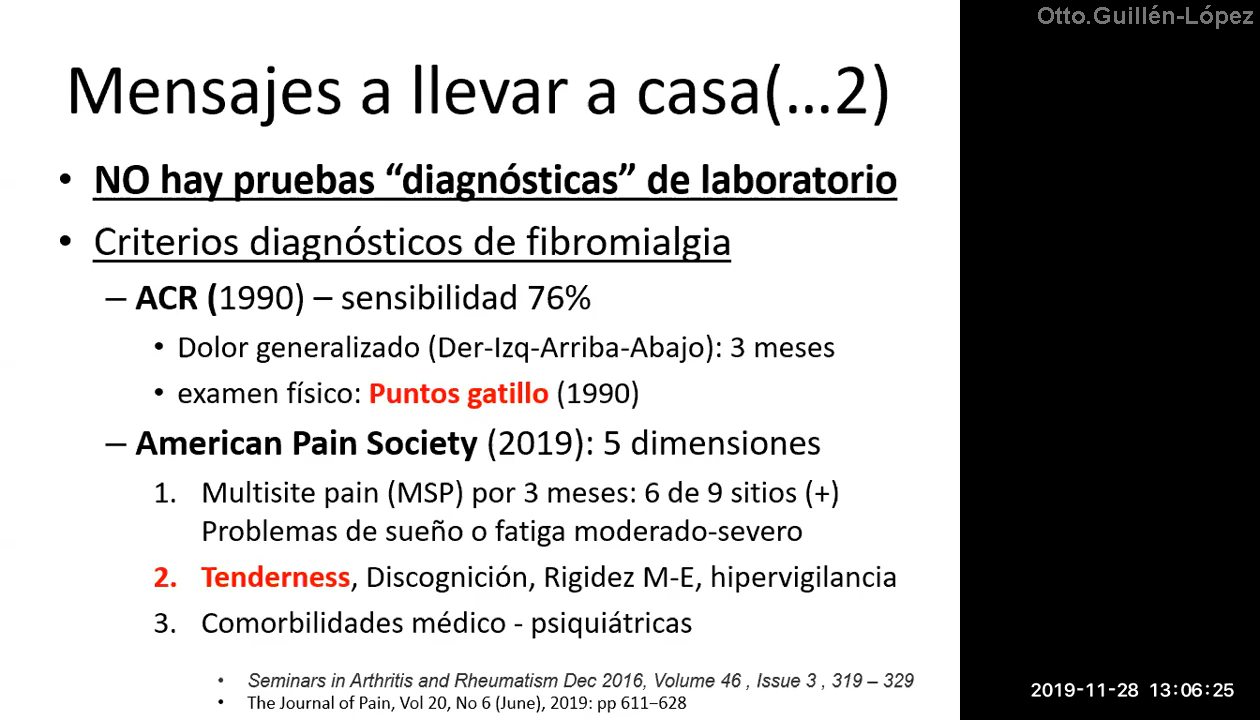 Otto.Guillén-López
Mensajes a llevar a casa(…2)
• NO hay pruebas “diagnósticas” de laboratorio
• Criterios diagnósticos de fibromialgia
– ACR (1990) – sensibilidad 76%
• Dolor generalizado (Der-Izq-Arriba-Abajo): 3 meses
• examen físico: Puntos gatillo (1990)
– American Pain Society (2019): 5 dimensiones
1. Multisite pain (MSP) por 3 meses: 6 de 9 sitios (+)
Problemas de sueño o fatiga moderado-severo
2. Tenderness, Discognición, Rigidez M-E, hipervigilancia
3. Comorbilidades médico - psiquiátricas
• Seminars in Arthritis and Rheumatism Dec 2016, Volume 46 , Issue 3 , 319 – 329
• The Journal of Pain, Vol 20, No 6 (June), 2019: pp 611−628
2019-11-28 13:06:25